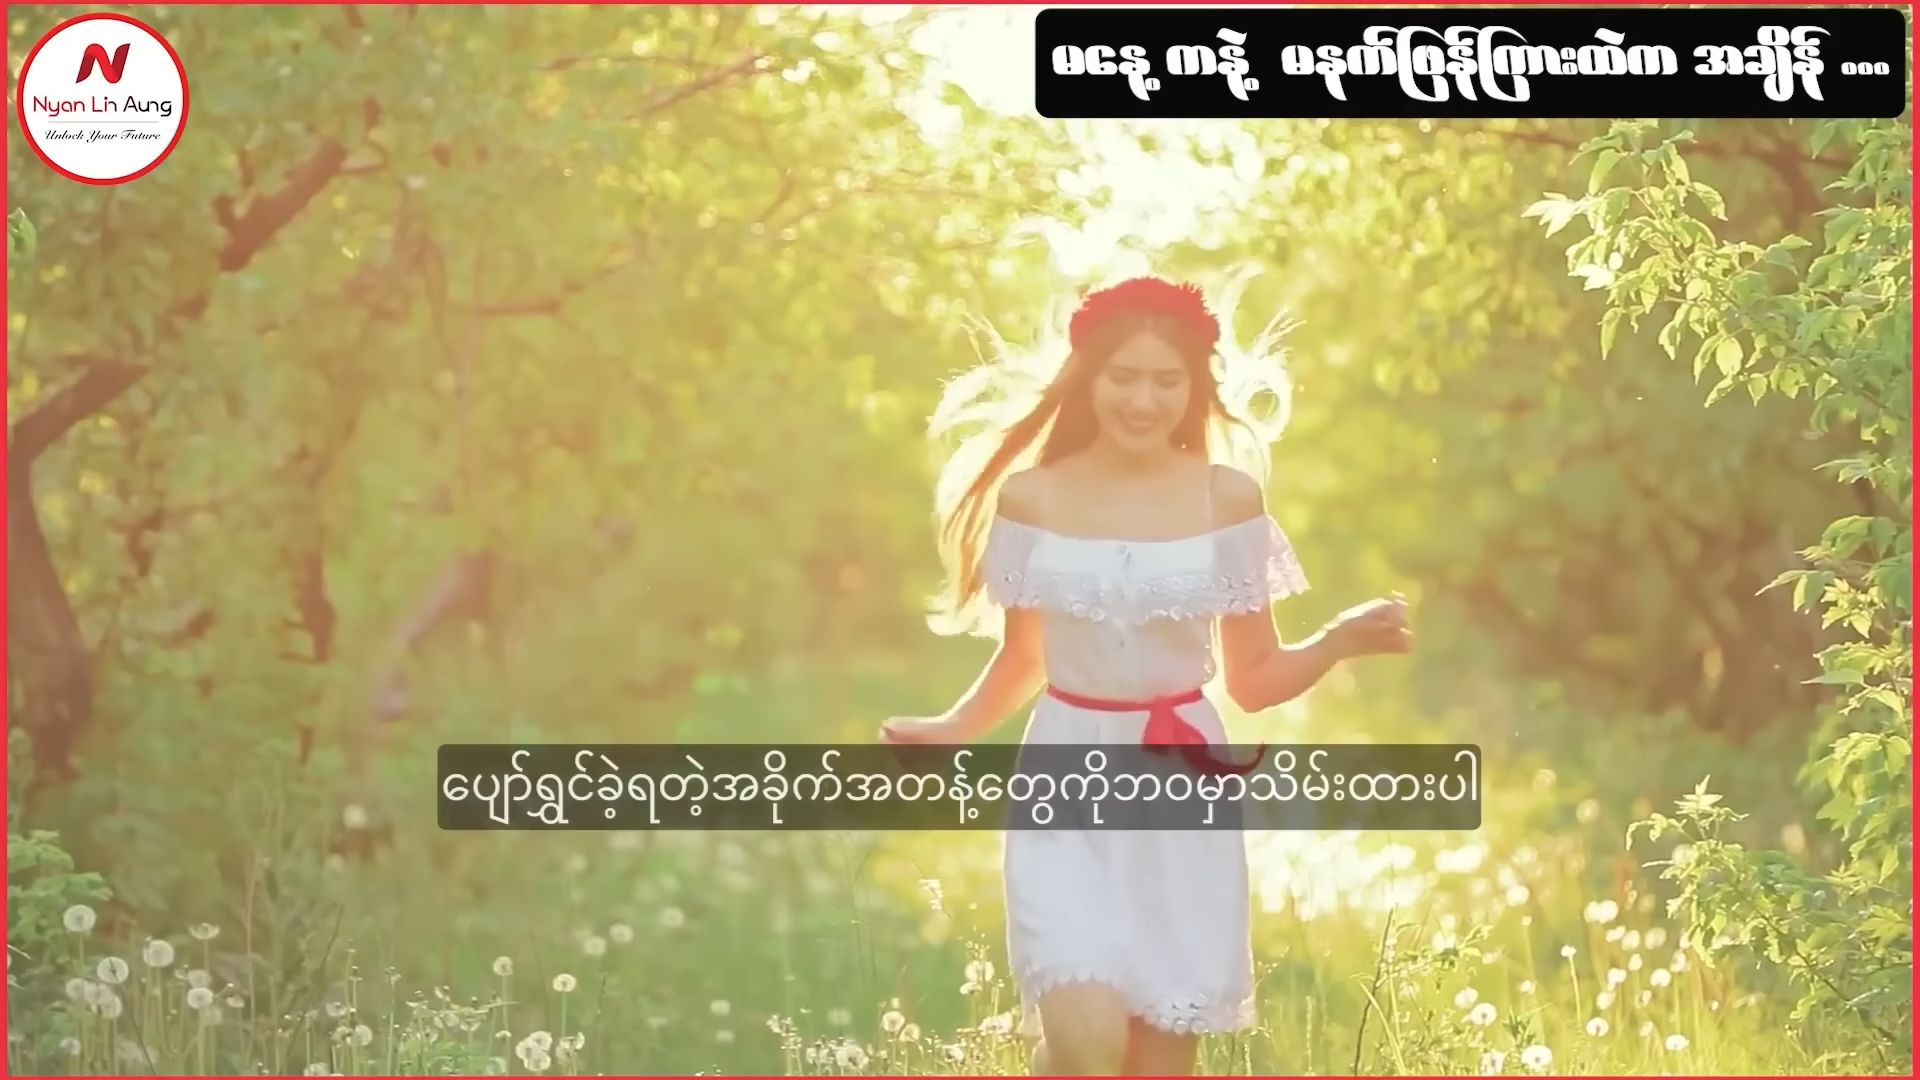 N
Nyan Lin Aung
Unlock Your Future
မနေ့ ကနဲ့ မနက်ဖြန်ကြားထဲက အချိန် ...
ပျော်ရွှင်ခဲ့ရတဲ့အခိုက်အတန့်တွေကိုဘဝမှာသိမ်းထားပါ